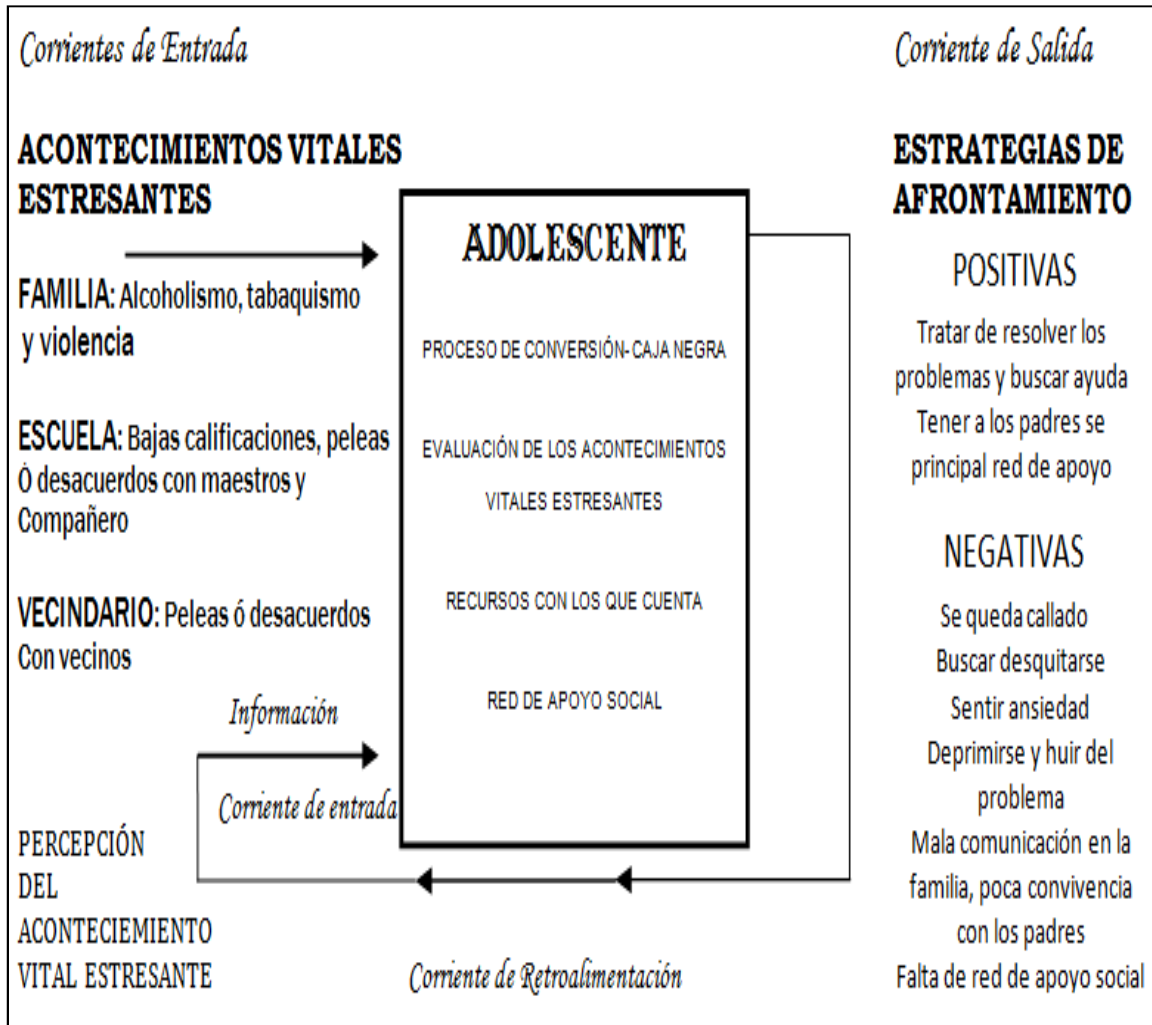 Corrientes de Entrada
ACONTECIMIENTOS VITALES
ESTRESANTES
FAMILIA: Alcoholismo, tabaquismo
y violencia
ESCUELA: Bajas calificaciones, peleas
Ó desacuerdos con maestros y
Compañero
VECINDARIO: Peleas ó desacuerdos
Con vecinos
Información
Corriente de entrada
PERCEPCIÓN
DEL
ACONTECIEMIENTO
VITAL ESTRESANTE
ADOLESCENTE
PROCESO DE CONVERSIÓN- CAJA NEGRA
EVALUACIÓN DE LOS ACONTECIMIENTOS
VITALES ESTRESANTES
RECURSOS CON LOS QUE CUENTA
RED DE APOYO SOCIAL
Corriente de Retroalimentación
Corriente de Salida
ESTRATEGIAS DE
AFRONTAMIENTO
POSITIVAS
Tratar de resolver los
problemas y buscar ayuda
Tener a los padres se
principal red de apoyo
NEGATIVAS
Se queda callado
Buscar desquitarse
Sentir ansiedad
Deprimirse y huir del
problema
Mala comunicación en la
familia, poca convivencia
con los padres
Falta de red de apoyo social